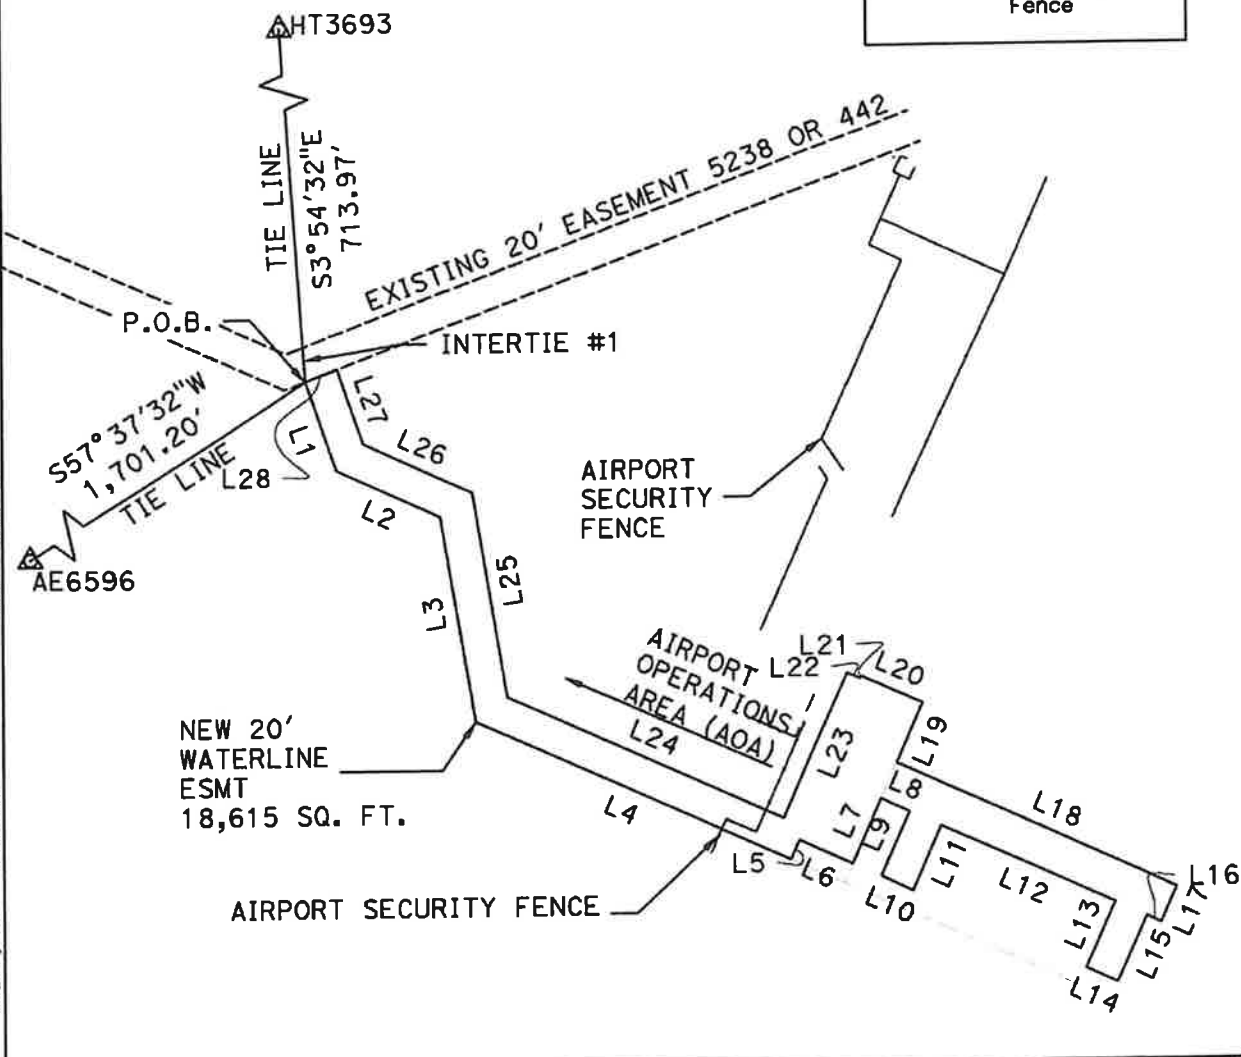 Fence
HT3693
TIE LINE
S3°54'32"E
713.97'
EXISTING 20' EASEMENT 5238 OR 442
P.O.B.
INTERTIE #1
S57°37'32"W
1,701.20'
TIE LINE
AE6596
L28
L1
L27
L26
L2
L25
L3
AIRPORT
SECURITY
FENCE
AIRPORT
OPERATIONS
AREA (AOA)
L21
L22
L20
L24
L23
L19
NEW 20'
WATERLINE
ESMT
18,615 SQ. FT.
L4
L8
L7
L9
L18
L5
L6
L11
L12
L16
L17
L10
L13
L15
L14
AIRPORT SECURITY FENCE